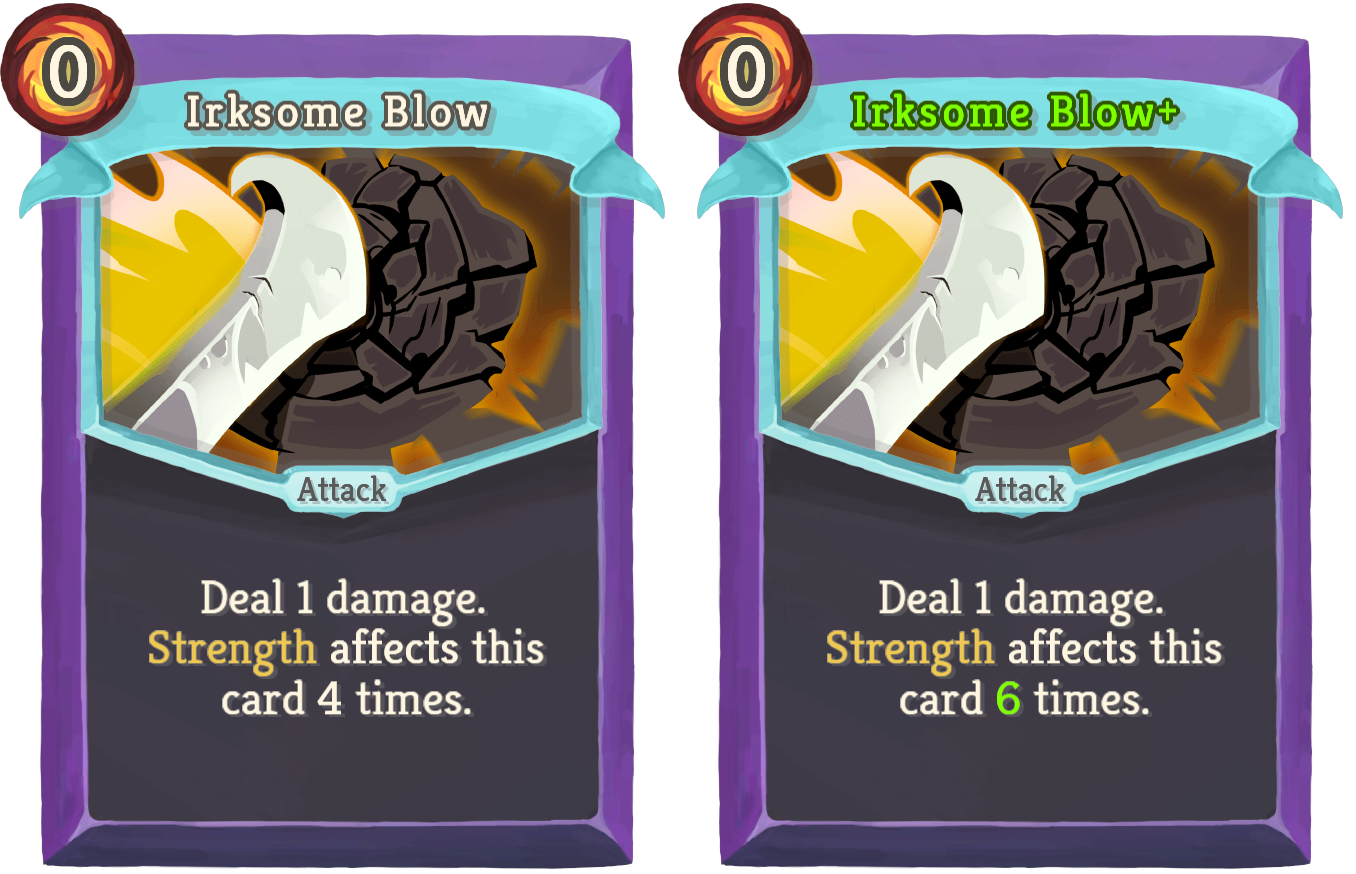 0
Irksome Blow
Attack
Deal 1 damage.
Strength affects this
card 4 times.
0
Irksome Blow+
Attack
Deal 1 damage.
Strength affects this
card 6 times.